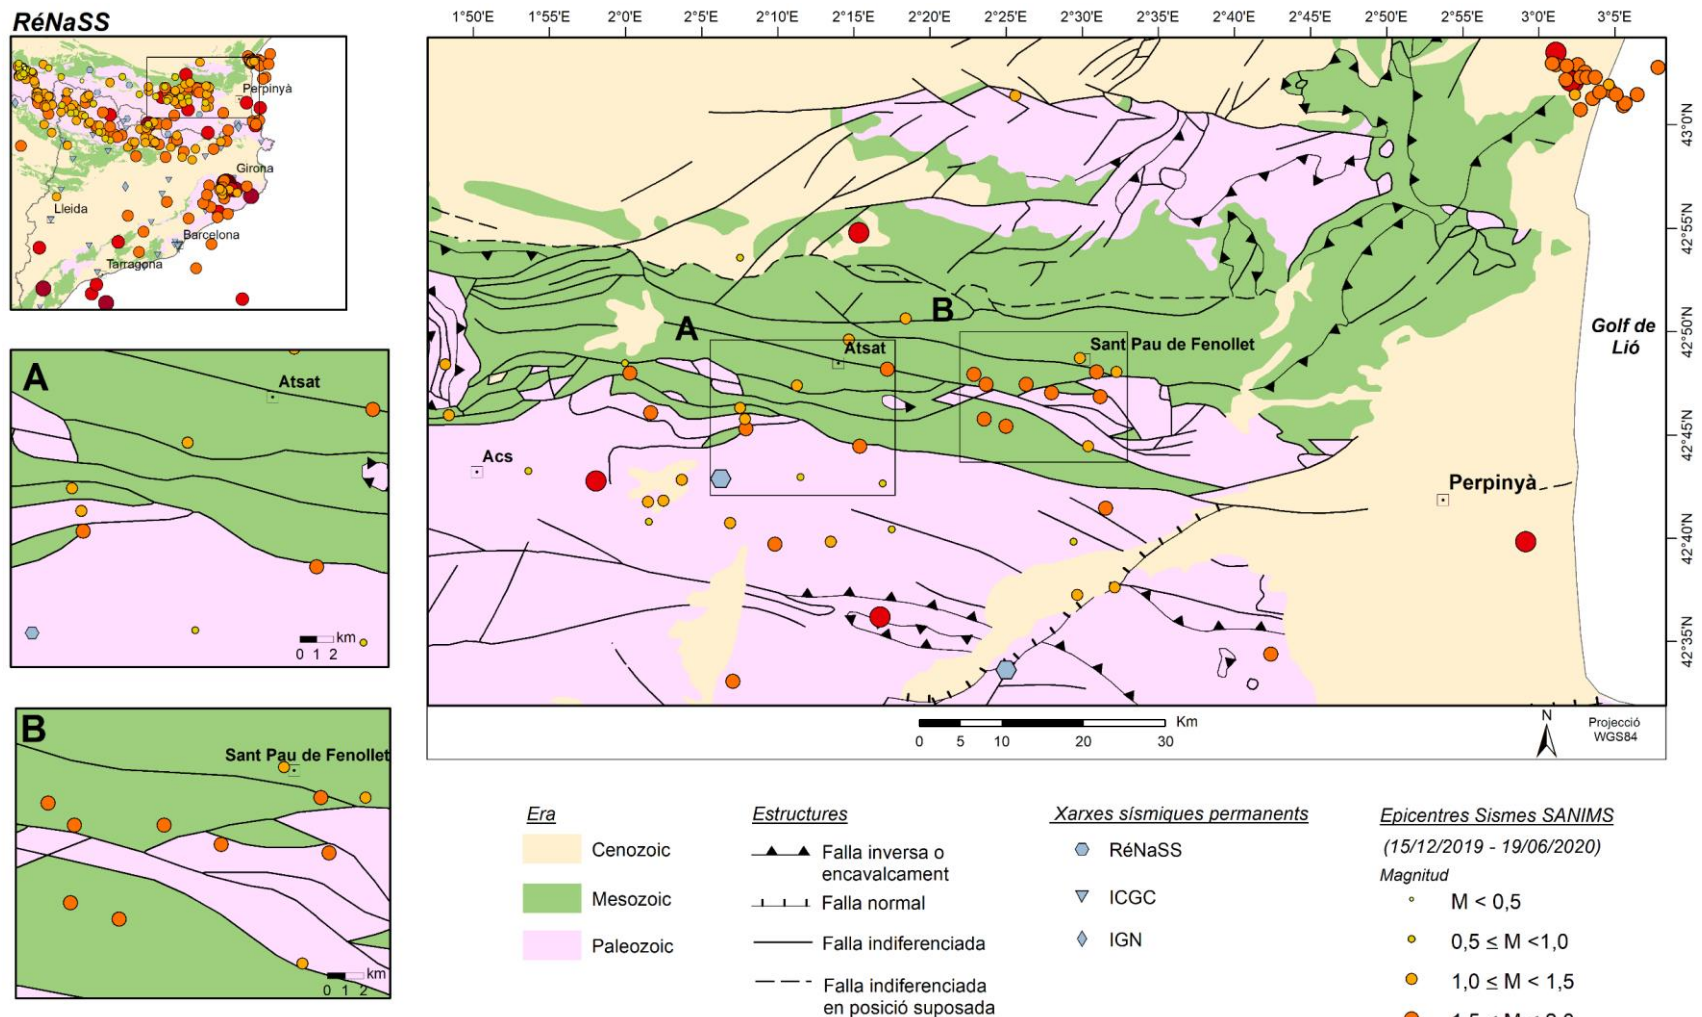 RéNaSS
Perpinyà
Girona
Lleida
Barcelona
Tarragona
1°50'E 1°55'E 2°0'E 2°5'E 2°10'E 2°15'E 2°20'E 2°25'E 2°30'E 2°35'E 2°40'E 2°45'E 2°50'E 2°55'E 3°0'E 3°5'E
43°0'N
42°55'N
42°50'N
42°45'N
42°40'N
42°35'N
A
B
Atsat
Sant Pau de Fenollet
Acs
Perpinyà
Golf de
Lió
0 5 10 20 30 Km
N
Projecció
WGS84
A
Atsat
km
0 1 2
B
Sant Pau de Fenollet
km
0 1 2
Era
Cenozoic
Mesozoic
Paleozoic
Estructures
Falla inversa o
encavalcament
Falla normal
Falla indiferenciada
Falla indiferenciada
en posició suposada
Xarxes sísmiques permanents
RéNaSS
ICGC
IGN
Epicentres Sismes SANIMS
(15/12/2019 - 19/06/2020)
Magnitud
M < 0,5
0,5 ≤ M <1,0
1,0 ≤ M < 1,5